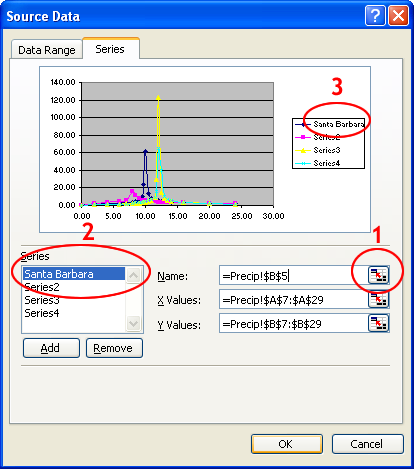 Source Data
Data Range Series
140.00
120.00
100.00
80.00
60.00
40.00
20.00
0.00
0.00 5.00 10.00 15.00 20.00 25.00 30.00
3
Santa Barbara
Series2
Series3
Series4
2
1
Series
Santa Barbara
Series2
Series3
Series4
Name: =Precip!$B$5
X Values: =Precip!$A$7:$A$29
Y Values: =Precip!$B$7:$B$29
Add Remove
OK Cancel